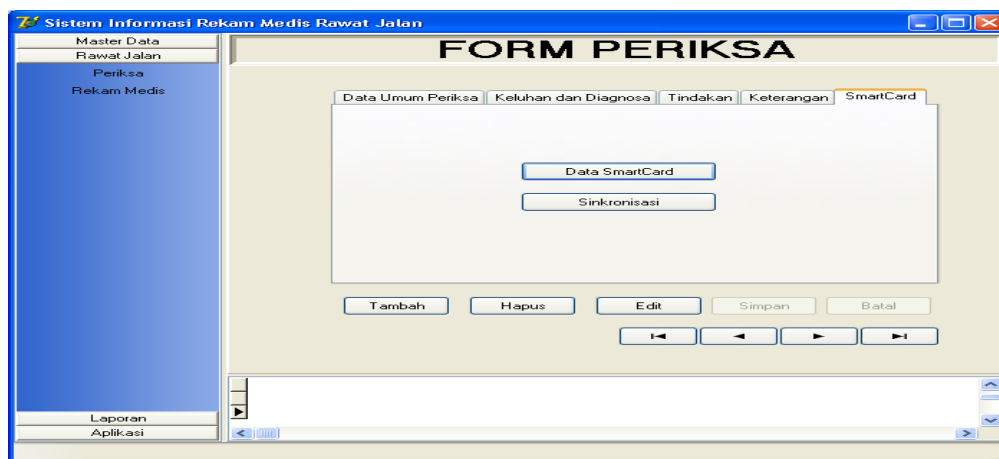 Sistem Informasi Rekam Medis Rawat Jalan
Master Data
Rawat Jalan
Periksa
Rekam Medis
Laporan
Aplikasi
FORM PERIKSA
Data Umum Periksa Keluhan dan Diagnosa Tindakan Keterangan SmartCard
Data SmartCard
Sinkronisasi
Tambah Hapus Edit Simpan Batal